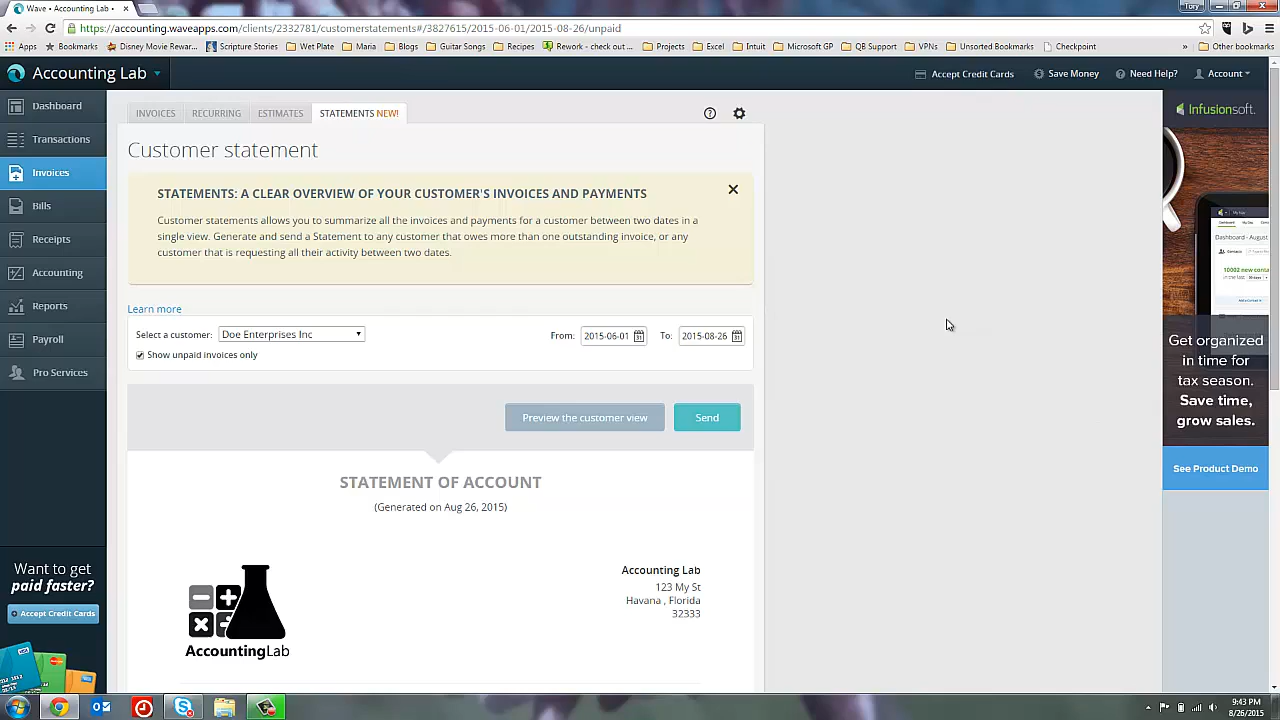 Wave • Accounting Lab •
Tory
https://accounting.waveapps.com/clients/2332781/customerstatements#/3827615/2015-06-01/2015-08-26/unpaid
Apps Bookmarks Disney Movie Rewar... Scripture Stories Wet Plate Maria Blogs Guitar Songs Recipes Rework - check out ... Projects Excel Intuit Microsoft GP QB Support VPNs Unsorted Bookmarks Checkpoint » Other bookmarks
Accounting Lab
Accept Credit Cards Save Money Need Help? Account
Dashboard
Transactions
Invoices
Bills
Receipts
Accounting
Reports
Payroll
Pro Services
Want to get
paid faster?
+ Accept Credit Cards
INVOICES RECURRING ESTIMATES STATEMENTS NEW!
Customer statement
STATEMENTS: A CLEAR OVERVIEW OF YOUR CUSTOMER'S INVOICES AND PAYMENTS
Customer statements allows you to summarize all the invoices and payments for a customer between two dates in a
single view. Generate and send a Statement to any customer that owes more than one outstanding invoice, or any
customer that is requesting all their activity between two dates.
Learn more
Select a customer: Doe Enterprises Inc From: 2015-06-01 To: 2015-08-26
Show unpaid invoices only
Preview the customer view Send
STATEMENT OF ACCOUNT
(Generated on Aug 26, 2015)
Accounting Lab
123 My St
Havana , Florida
32333
AccountingLab
Infusionsoft.
Dashboard - August
Contacts
10002 new conta
Get organized
in time for
tax season.
Save time,
grow sales.
See Product Demo
9:43 PM
8/26/2015